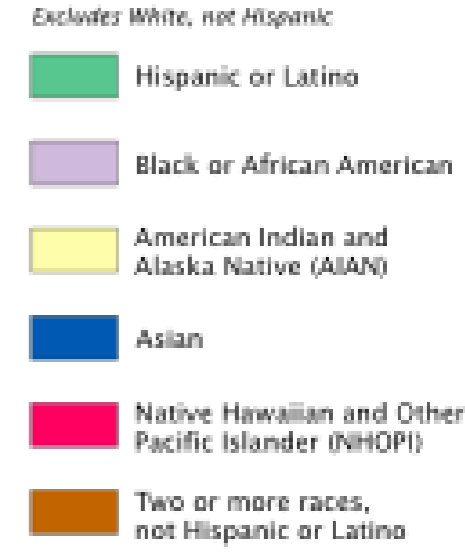 Excludes White, not Hispanic
Hispanic or Latino
Black or African American
American Indian and
Alaska Native (AIAN)
Asian
Native Hawaiian and Other
Pacific Islander (NHOPI)
Two or more races,
not Hispanic or Latino